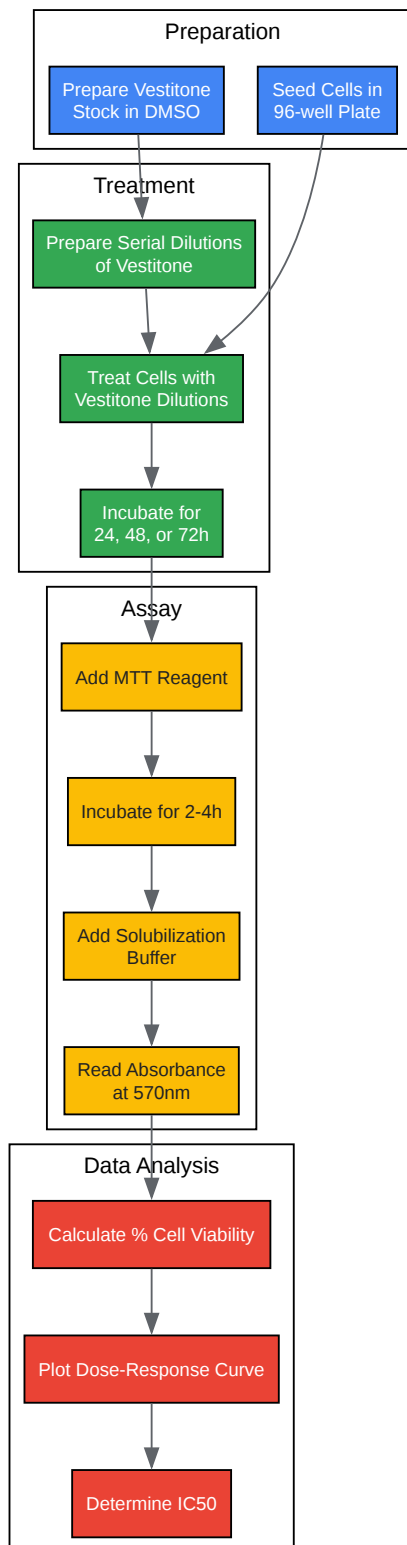 Preparation
Prepare Vestitone
Stock in DMSO
Seed Cells in
96-well Plate
Treatment
Prepare Serial Dilutions
of Vestitone
Treat Cells with
Vestitone Dilutions
Incubate for
24, 48, or 72h
Assay
Add MTT Reagent
Incubate for 2-4h
Add Solubilization
Buffer
Read Absorbance
at 570nm
Data Analysis
Calculate % Cell Viability
Plot Dose-Response Curve
Determine IC50